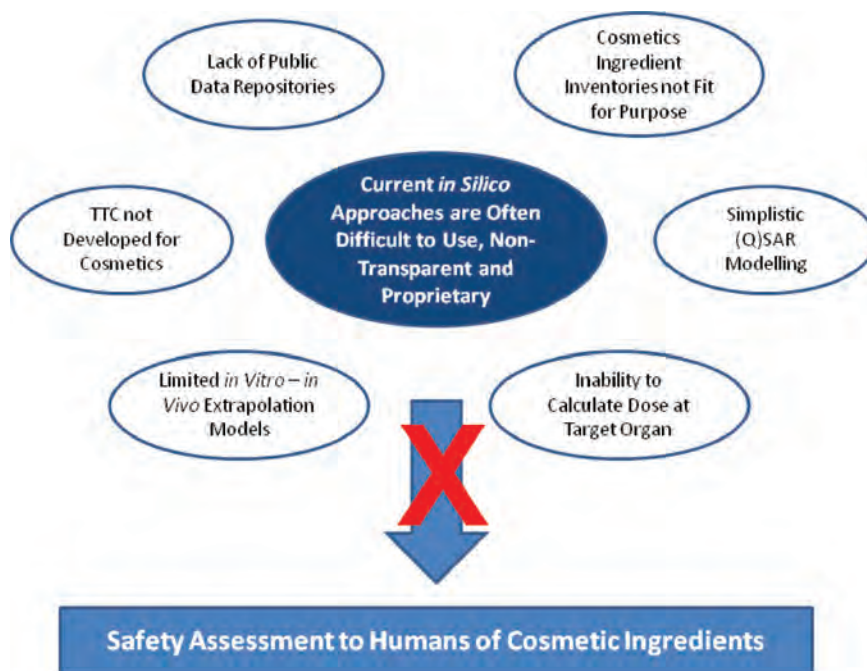 Lack of Public
Data Repositories
Cosmetics
Ingredient
Inventories not Fit
for Purpose
TTC not
Developed for
Cosmetics
Current in Silico
Approaches are Often
Difficult to Use, Non-
Transparent and
Proprietary
Simplistic
(Q)SAR
Modelling
Limited in Vitro – in
Vivo Extrapolation
Models
Inability to
Calculate Dose at
Target Organ
X
Safety Assessment to Humans of Cosmetic Ingredients